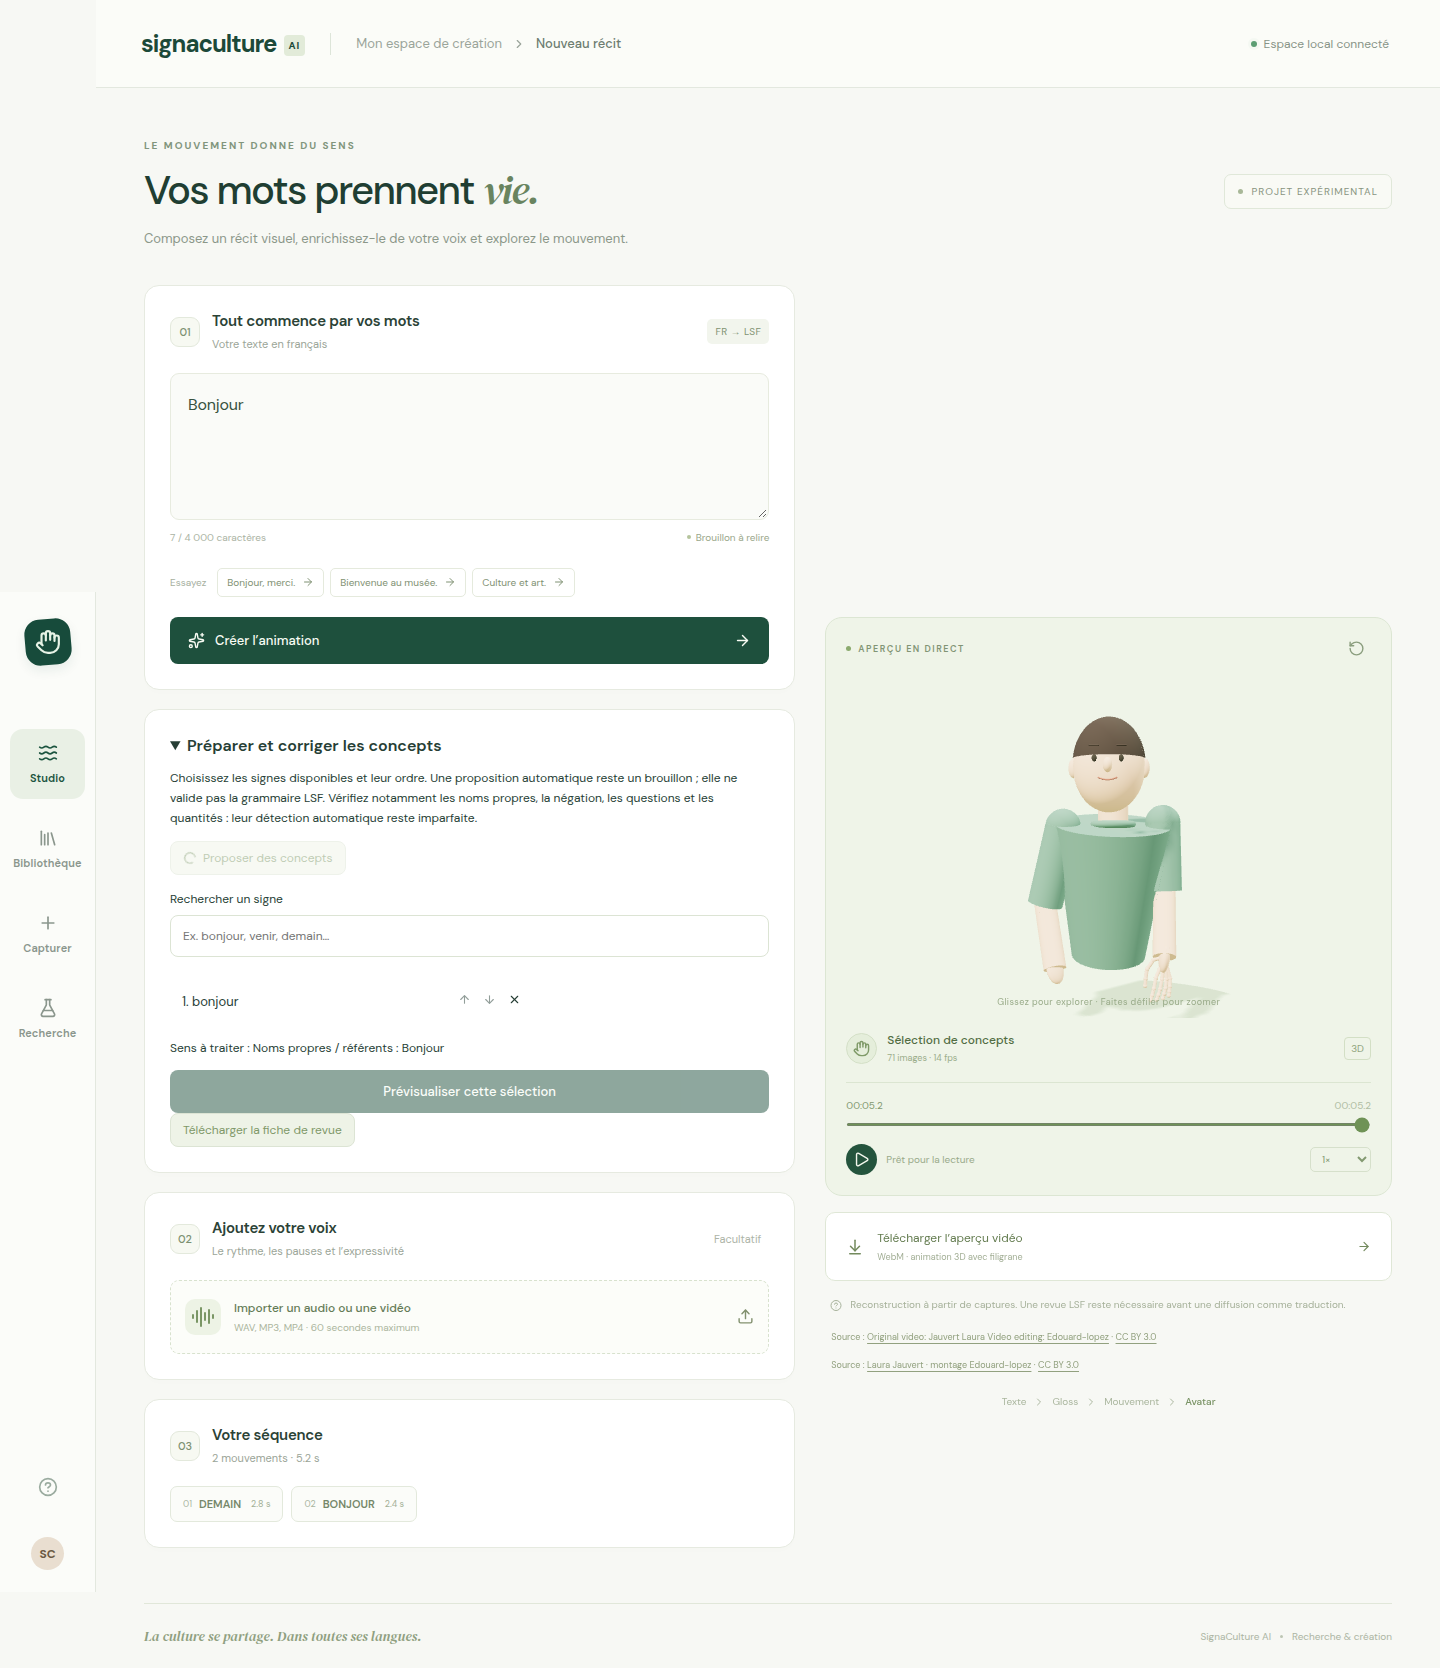 signaculture AI
Mon espace de création > Nouveau récit
Espace local connecté
LE MOUVEMENT DONNE DU SENS
Vos mots prennent vie.
PROJET EXPÉRIMENTAL
Composez un récit visuel, enrichissez-le de votre voix et explorez le mouvement.
01
Tout commence par vos mots
Votre texte en français
FR → LSF
Bonjour
7 / 4 000 caractères
Brouillon à relire
Essayez
Bonjour, merci. →
Bienvenue au musée. →
Culture et art. →
Créer l’animation →
Préparer et corriger les concepts
Choisissez les signes disponibles et leur ordre. Une proposition automatique reste un brouillon ; elle ne
valide pas la grammaire LSF. Vérifiez notamment les noms propres, la négation, les questions et les
quantités : leur détection automatique reste imparfaite.
Proposer des concepts
Rechercher un signe
Ex. bonjour, venir, demain…
1. bonjour
Sens à traiter : Noms propres / référents : Bonjour
Prévisualiser cette sélection
Télécharger la fiche de revue
02
Ajoutez votre voix
Le rythme, les pauses et l’expressivité
Facultatif
Importer un audio ou une vidéo
WAV, MP3, MP4 · 60 secondes maximum
03
Votre séquence
2 mouvements · 5.2 s
01 DEMAIN 2.8 s
02 BONJOUR 2.4 s
APERÇU EN DIRECT
Glissez pour explorer · Faites défiler pour zoomer
Sélection de concepts
71 images · 14 fps
3D
00:05.2
00:05.2
Prêt pour la lecture
1×
Télécharger l’aperçu vidéo
WebM · animation 3D avec filigrane
Reconstruction à partir de captures. Une revue LSF reste nécessaire avant une diffusion comme traduction.
Source : Original video: Jauvert Laura Video editing: Edouard-lopez · CC BY 3.0
Source : Laura Jauvert · montage Edouard-lopez · CC BY 3.0
Texte > Gloss > Mouvement > Avatar
Studio
Bibliothèque
Capturer
Recherche
SC
La culture se partage. Dans toutes ses langues.
SignaCulture AI • Recherche & création